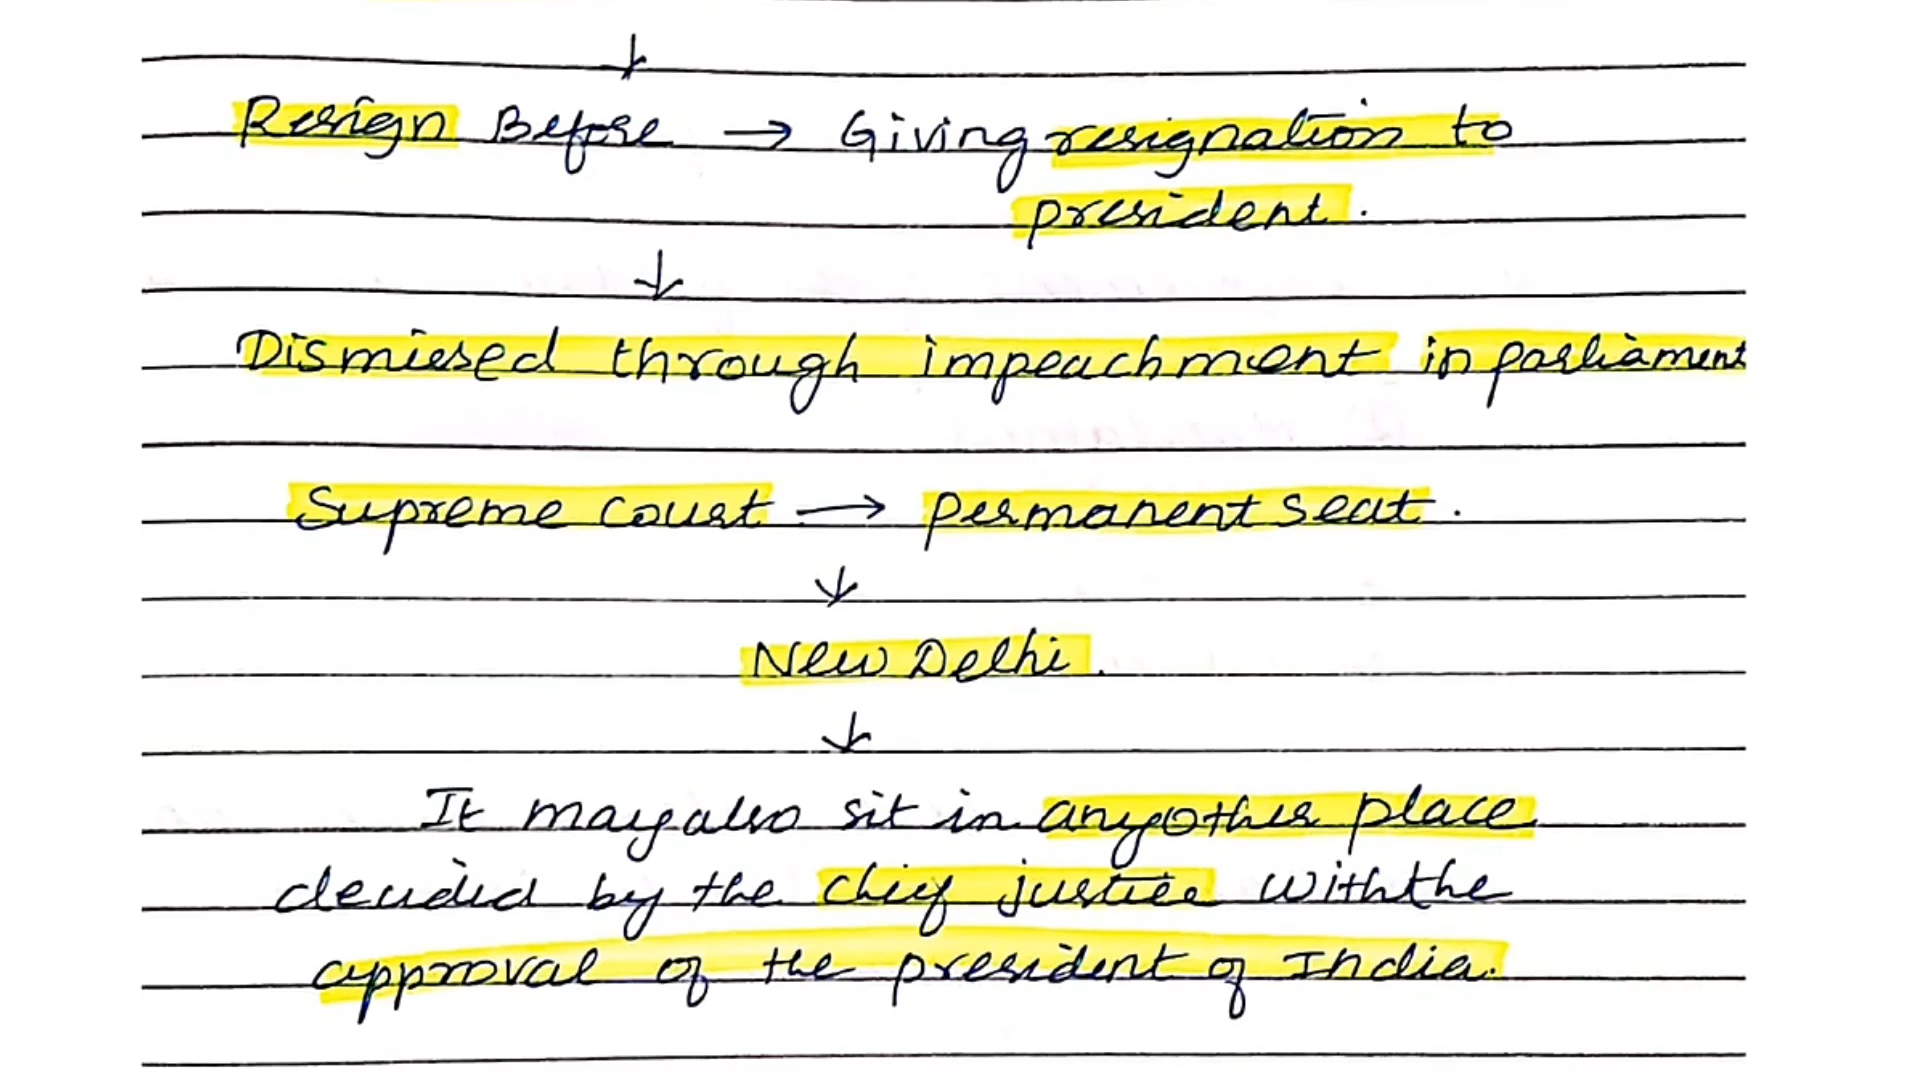 ↓
Resign Before → Giving resignation to
president.
↓
Dismissed through impeachment in parliament
Supreme court → permanent seat.
↓
New Delhi.
↓
It may also sit in any other place
decided by the chief justice with the
approval of the president of India.